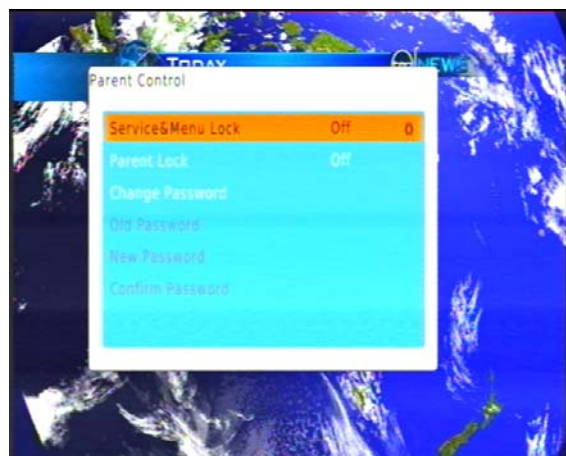 TODAY
NEWS
Parent Control
Service&Menu Lock Off 0
Parent Lock Off
Change Password
Old Password
New Password
Confirm Password